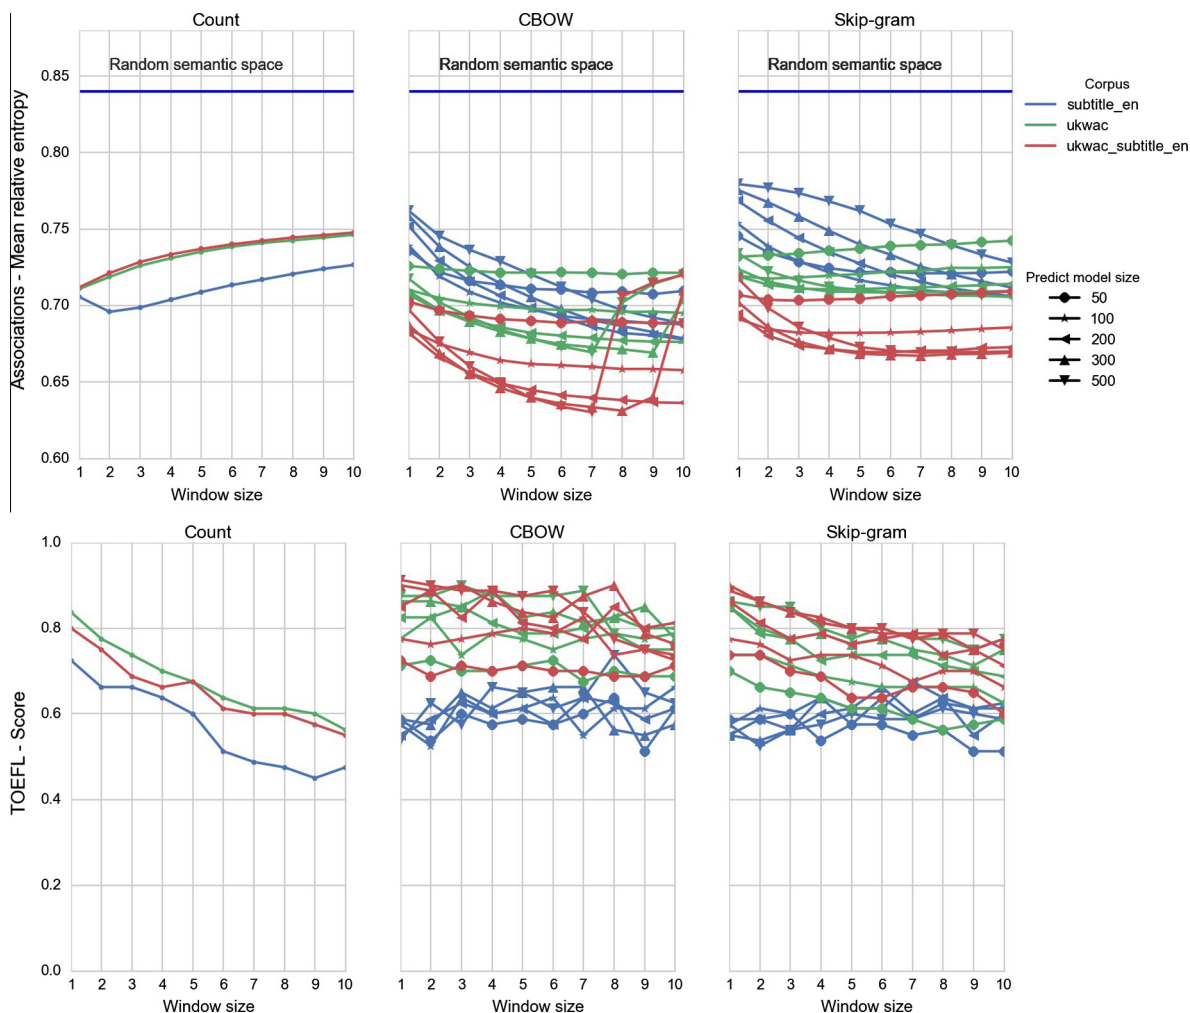 Count
CBOW
Skip-gram
Associations - Mean relative entropy
0.85
0.80
0.75
0.70
0.65
0.60
Random semantic space
Random semantic space
Random semantic space
1 2 3 4 5 6 7 8 9 10
1 2 3 4 5 6 7 8 9 10
1 2 3 4 5 6 7 8 9 10
Window size
Window size
Window size
Corpus
subtitle_en
ukwac
ukwac_subtitle_en
Predict model size
50
100
200
300
500
Count
CBOW
Skip-gram
TOEFL - Score
1.0
0.8
0.6
0.4
0.2
0.0
1 2 3 4 5 6 7 8 9 10
1 2 3 4 5 6 7 8 9 10
1 2 3 4 5 6 7 8 9 10
Window size
Window size
Window size